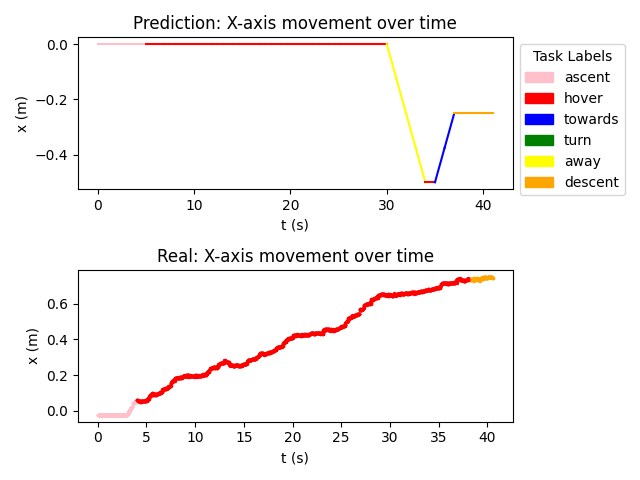 Prediction: X-axis movement over time
0.0
−0.2
−0.4
x (m)
0
10
20
30
40
t (s)
Task Labels
ascent
hover
towards
turn
away
descent
Real: X-axis movement over time
0.6
0.4
0.2
0.0
x (m)
0
5
10
15
20
25
30
35
40
t (s)